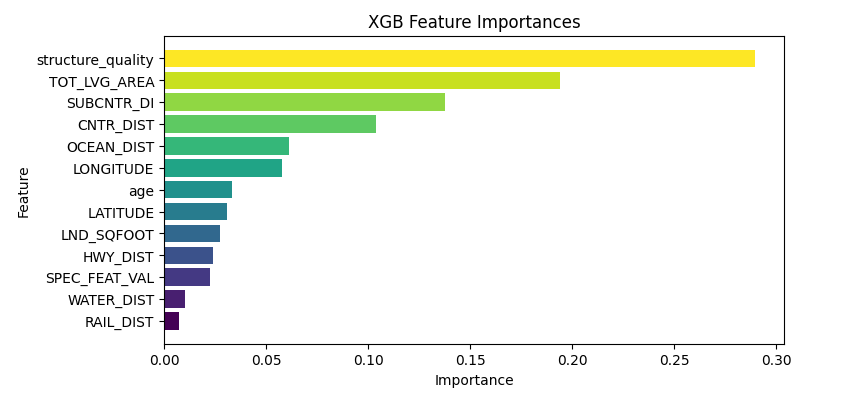 XGB Feature Importances
structure_quality
TOT_LVG_AREA
SUBCNTR_DI
CNTR_DIST
OCEAN_DIST
LONGITUDE
age
LATITUDE
LND_SQFOOT
HWY_DIST
SPEC_FEAT_VAL
WATER_DIST
RAIL_DIST
Feature
0.00 0.05 0.10 0.15 0.20 0.25 0.30
Importance